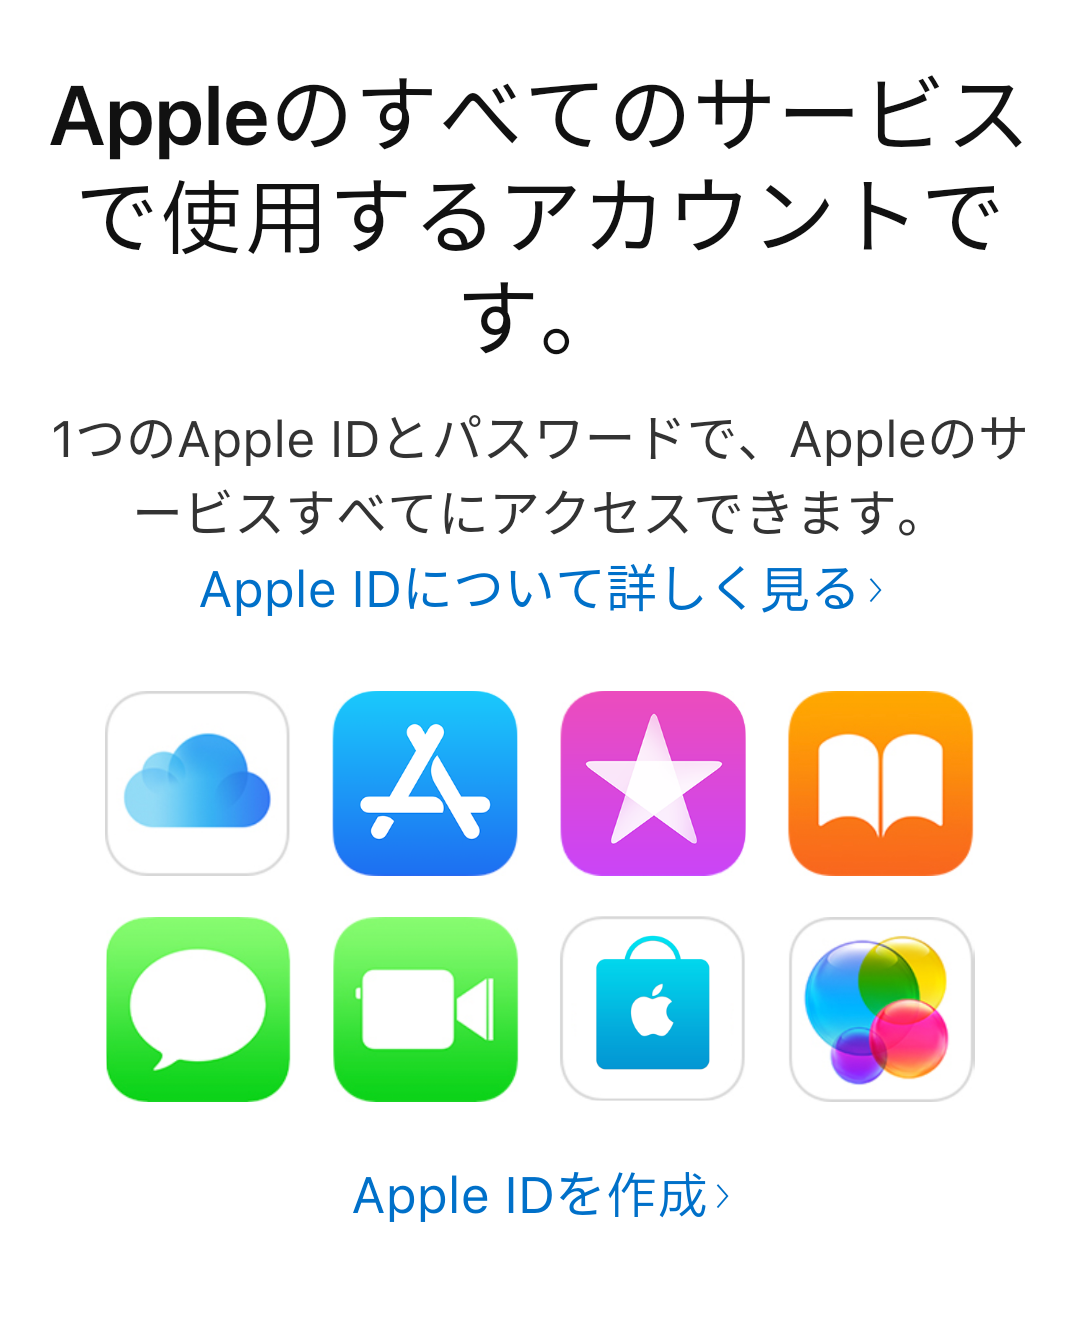 Appleのすべてのサービス
で使用するアカウントで
す。
1つのApple IDとパスワードで、Appleのサ
ービスすべてにアクセスできます。
Apple IDについて詳しく見る ›
Apple IDを作成 ›